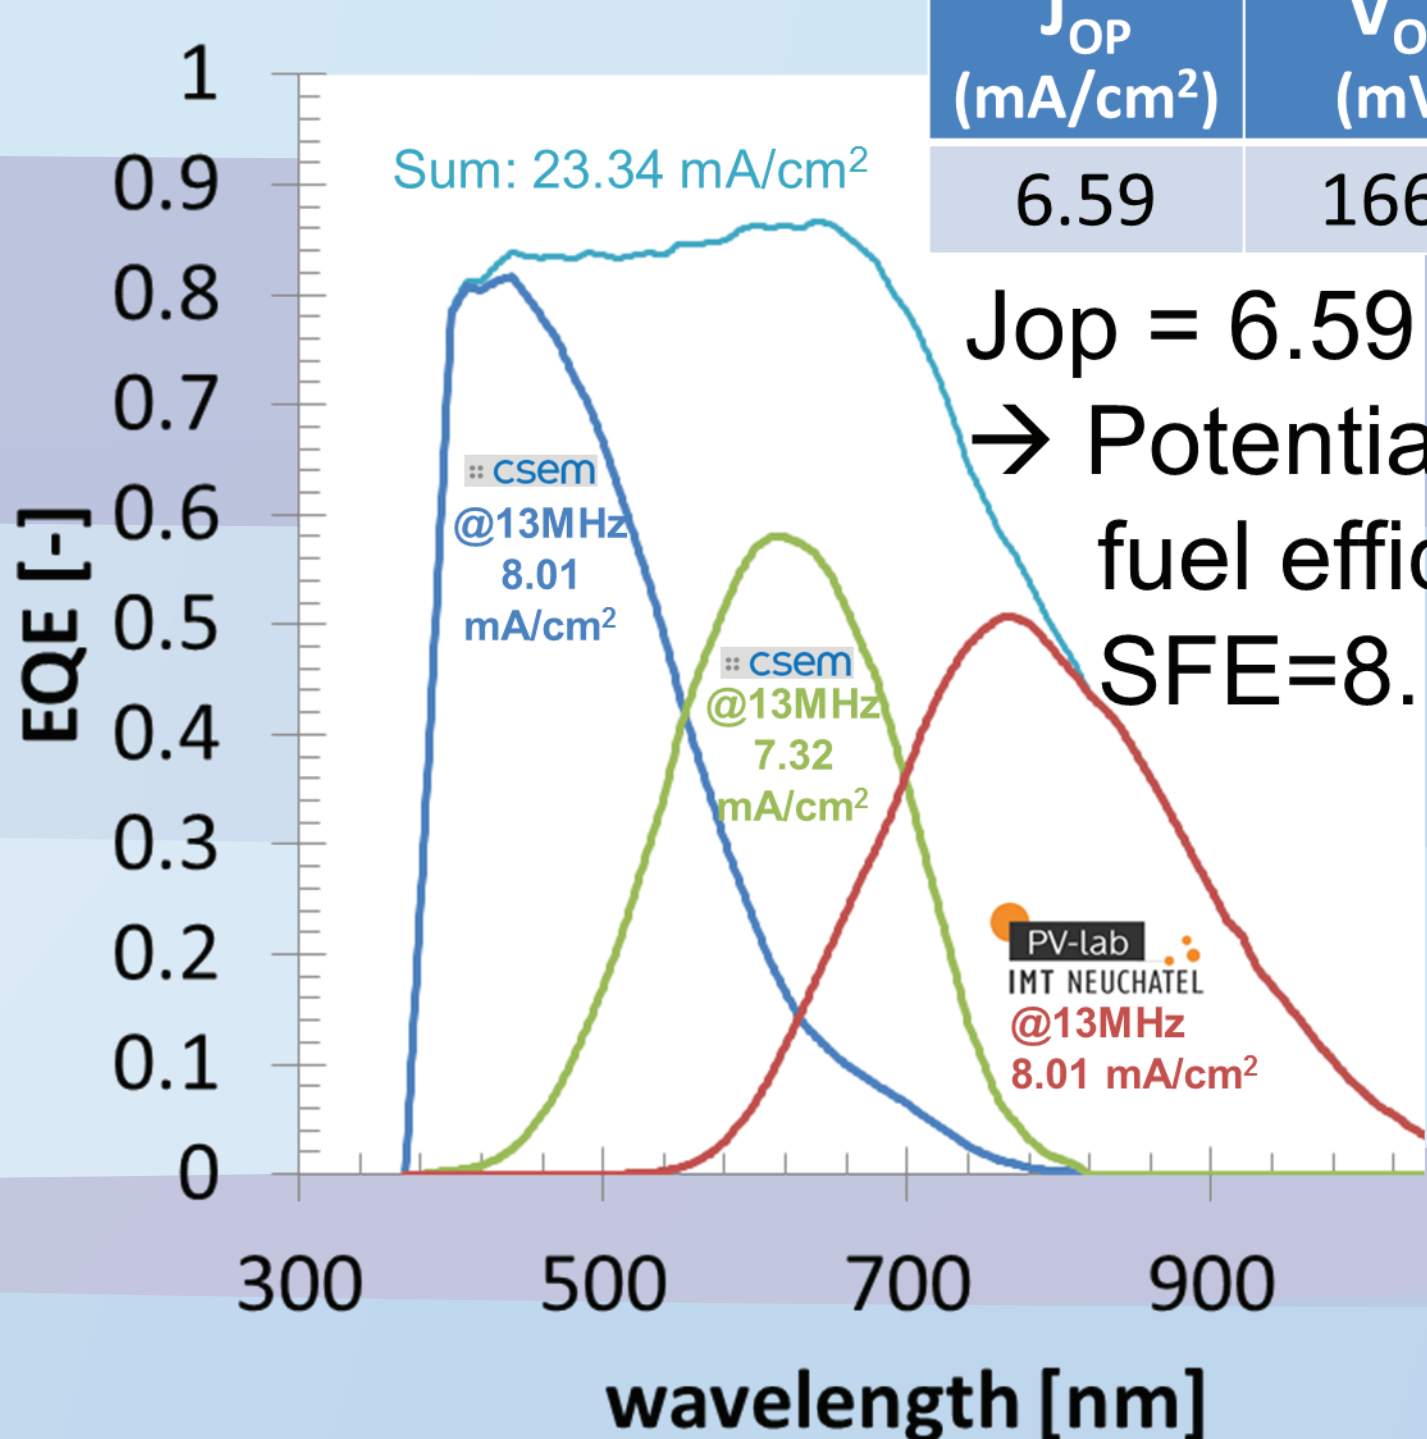 J_OP
(mA/cm²)
6.59
166
Sum: 23.34 mA/cm²
Jop = 6.59
→ Potentia
fuel effic
SFE=8.
1
0.9
0.8
0.7
0.6
0.5
0.4
0.3
0.2
0.1
0
EQE [-]
csem
@13MHz
8.01
mA/cm²
csem
@13MHz
7.32
mA/cm²
PV-lab
IMT NEUCHATEL
@13MHz
8.01 mA/cm²
300 500 700 900
wavelength [nm]